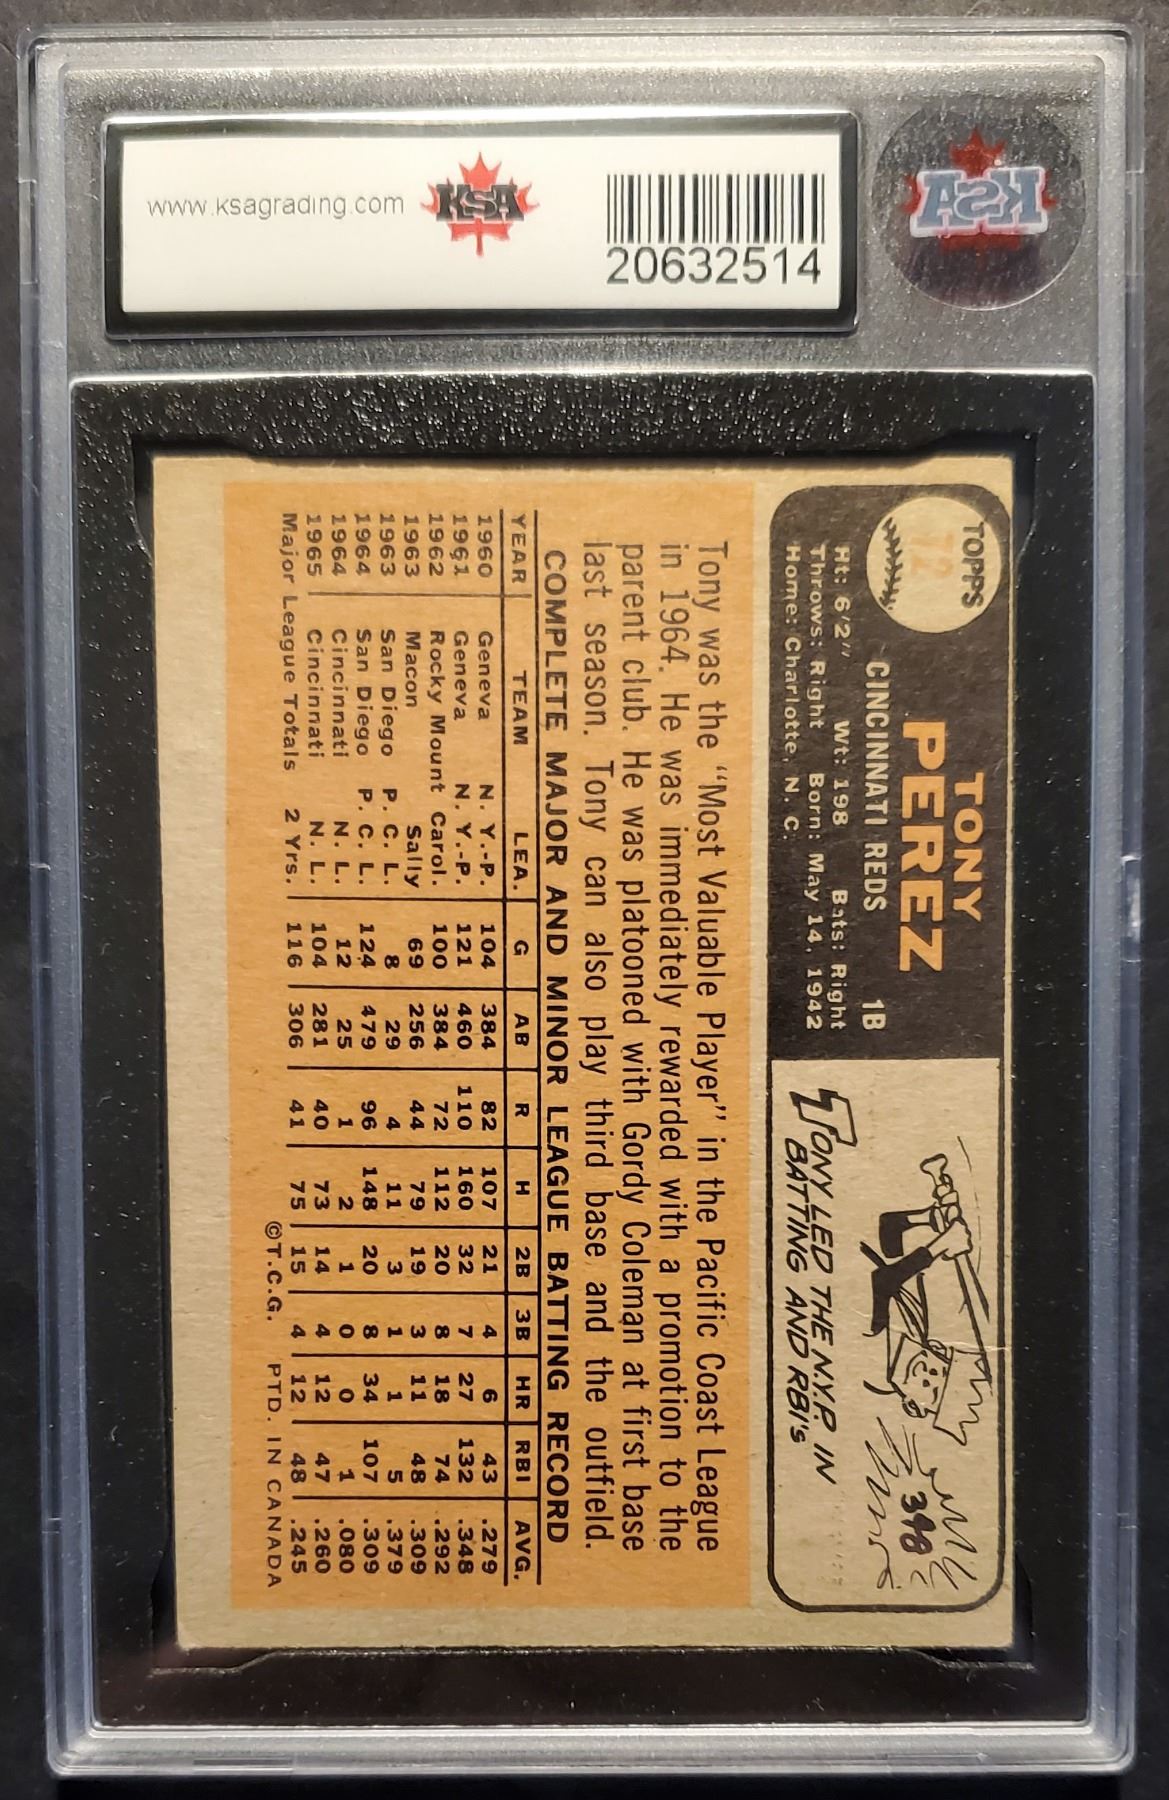 www.ksagrading.com
KSA
20632514
KSA
TOPPS
72
TONY
PEREZ
CINCINNATI REDS 1B
Ht: 6'2" Wt: 198 Bats: Right
Throws: Right Born: May 14, 1942
Home: Charlotte, N. C.
398
TONY LED THE N.Y.P. IN
BATTING AND RBI's
Tony was the "Most Valuable Player" in the Pacific Coast League
in 1964. He was immediately rewarded with a promotion to the
parent club. He was platooned with Gordy Coleman at first base
last season. Tony can also play third base and the outfield.
COMPLETE MAJOR AND MINOR LEAGUE BATTING RECORD
YEAR TEAM LEA. G AB R H 2B 3B HR RBI AVG.
1960 Geneva N. Y.-P. 104 384 82 107 21 4 6 43 .279
1961 Geneva N. Y.-P. 121 460 110 160 32 7 27 132 .348
1962 Rocky Mount Carol. 100 384 72 112 20 8 18 74 .292
1963 Macon Sally 69 256 44 79 19 3 11 48 .309
1963 San Diego P. C. L. 8 29 4 11 3 1 1 5 .379
1964 San Diego P. C. L. 124 479 96 148 20 8 34 107 .309
1964 Cincinnati N. L. 12 25 1 2 1 0 0 1 .080
1965 Cincinnati N. L. 104 281 40 73 14 4 12 47 .260
Major League Totals 2 Yrs. 116 306 41 75 15 4 12 48 .245
©T.C.G. PTD. IN CANADA